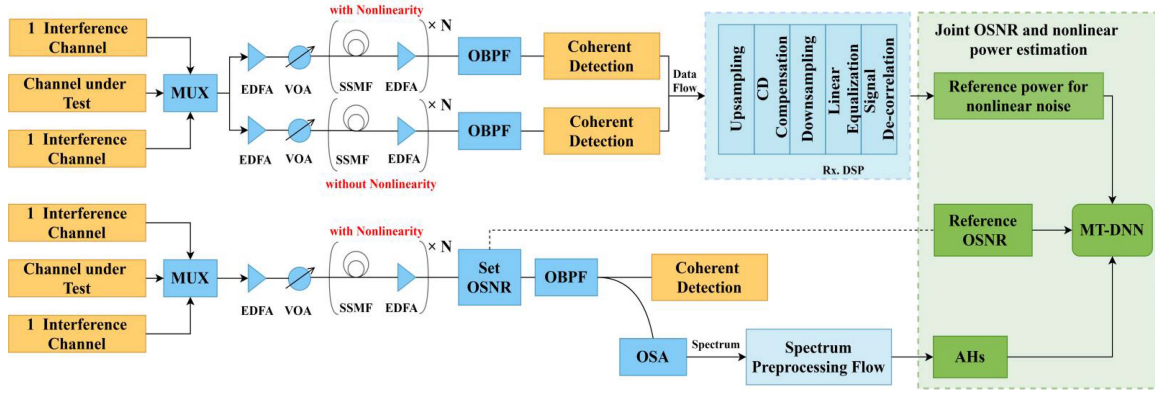 1 Interference
Channel
Channel under
Test
1 Interference
Channel
MUX
EDFA
VOA
with Nonlinearity
× N
SSMF
EDFA
OBPF
Coherent
Detection
EDFA
VOA
SSMF
EDFA
× N
without Nonlinearity
OBPF
Coherent
Detection
Data
Flow
Upsampling
CD
Compensation
Downsampling
Linear
Equalization
Signal
De-correlation
Rx. DSP
Joint OSNR and nonlinear
power estimation
Reference power for
nonlinear noise
Reference
OSNR
MT-DNN
AHs
1 Interference
Channel
Channel under
Test
1 Interference
Channel
MUX
EDFA
VOA
with Nonlinearity
× N
SSMF
EDFA
Set
OSNR
OBPF
Coherent
Detection
OSA
Spectrum
Spectrum
Preprocessing Flow